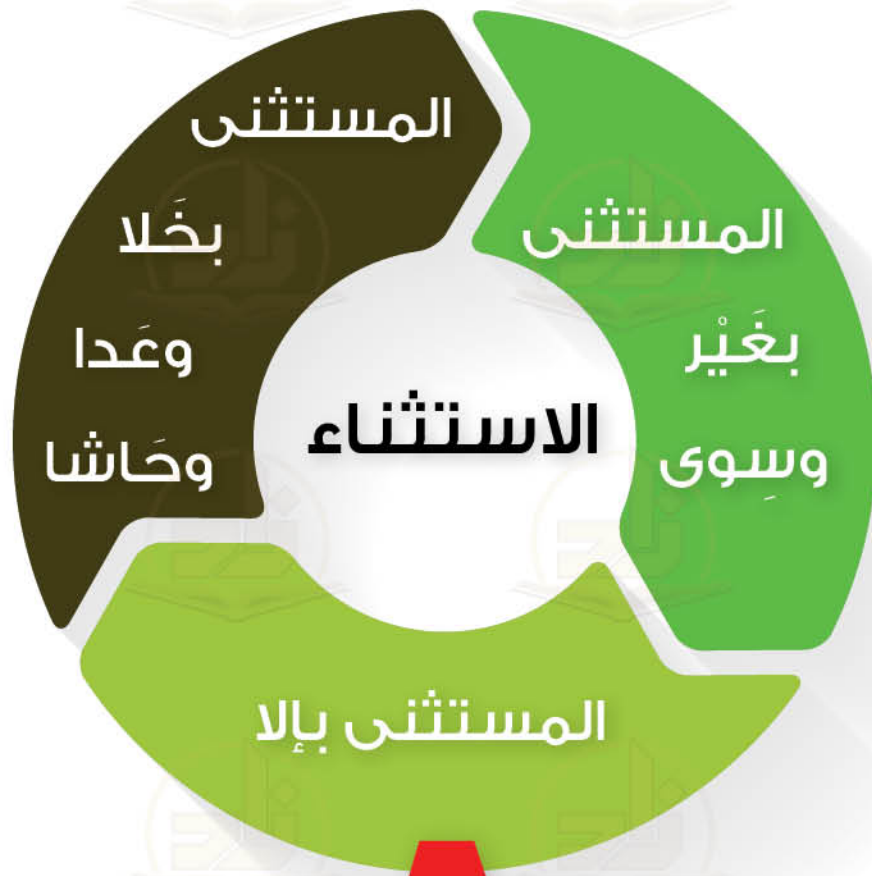 الاستثناء
المستثنى
بغَيْر
وسِوى
المستثنى بإلا
المستثنى
بخَلا
وعَدا
وحَاشا